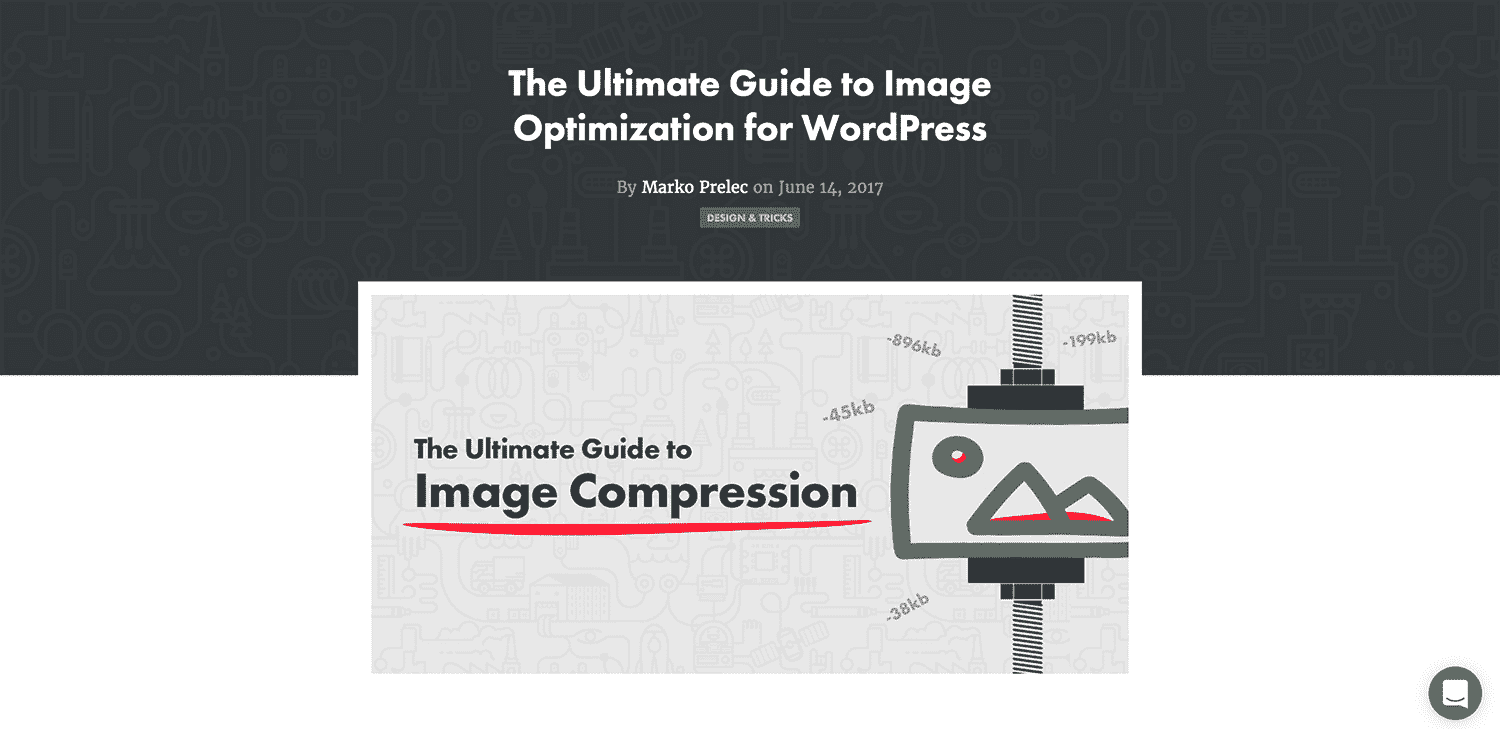 The Ultimate Guide to Image
Optimization for WordPress
By Marko Prelec on June 14, 2017
DESIGN & TRICKS
-896kb
-199kb
-45kb
The Ultimate Guide to
Image Compression
-38kb